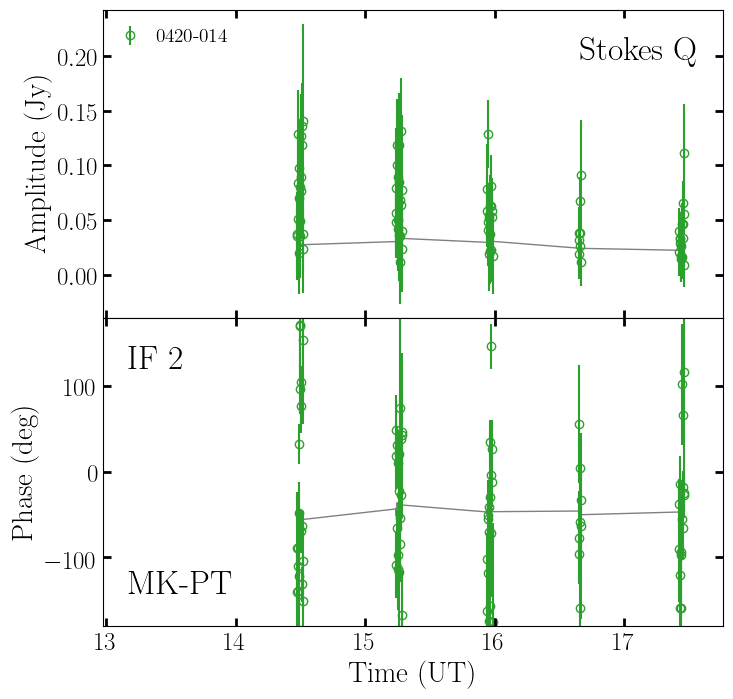 0420-014
Stokes Q
0.20
0.15
0.10
0.05
0.00
Amplitude (Jy)
IF 2
100
0
−100
Phase (deg)
MK-PT
13 14 15 16 17
Time (UT)